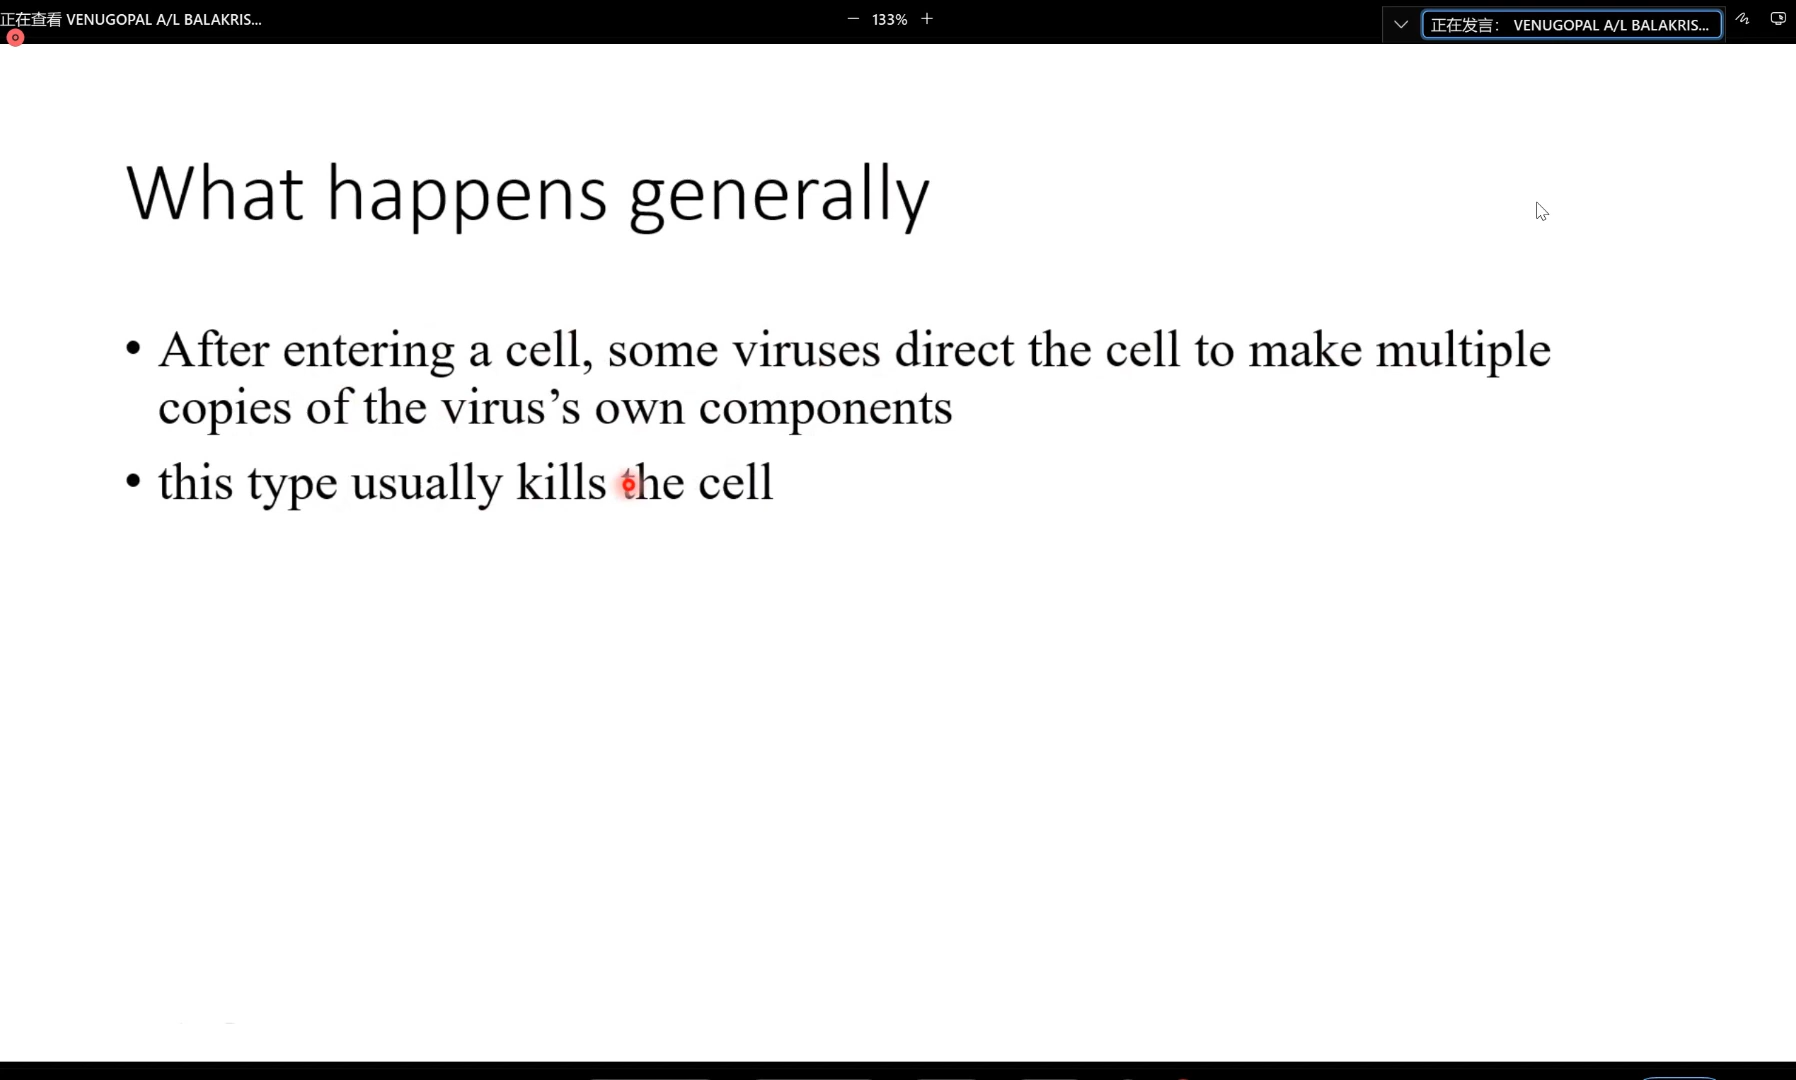 正在查看 VENUGOPAL A/L BALAKRIS...
133%
正在发言: VENUGOPAL A/L BALAKRIS...
What happens generally
• After entering a cell, some viruses direct the cell to make multiple
copies of the virus’s own components
• this type usually kills the cell